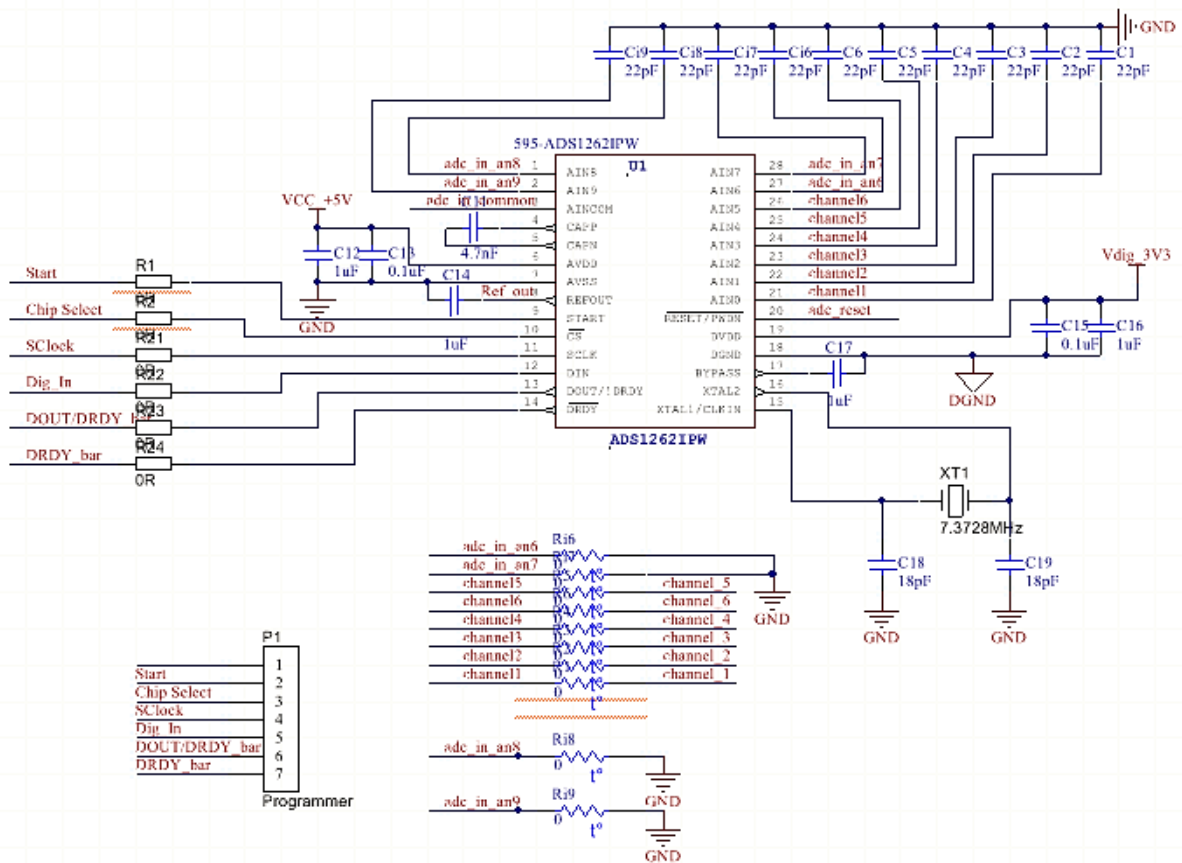 GND
Ci9 Ci8 Ci7 Ci6 C6 C5 C4 C3 C2 C1
22pF 22pF 22pF 22pF 22pF 22pF 22pF 22pF 22pF 22pF
595-ADS1262IPW
U1
adc_in_an8 1 AIN8 AIN7 28 adc_in_an7
adc_in_an9 2 AIN9 AIN6 27 adc_in_an6
adc_in_common AINCOM AIN5 26 channel6
4 CAPP AIN4 25 channel5
5 CAPN AIN3 24 channel4
4.7nF
6 AVDD AIN2 23 channel3
7 AVSS AIN1 22 channel2
Ref_out REFOUT AIN0 21 channel1
9 START RESET/PWDN 20 adc_reset
10 CS DVDD 19
11 SCLK DGND 18
12 DIN BYPASS 17
13 DOUT/!DRDY XTAL2 16
14 DRDY XTAL1/CLKIN 15
ADS1262IPW
VCC_+5V
C12 C13
1uF 0.1uF
GND
C14
1uF
Vdig_3V3
C15 C16
0.1uF 1uF
C17
1uF
DGND
Start R1
Chip Select R2
SClock R21
Dig_In R22
DOUT/DRDY_bar R23
DRDY_bar R24
0R
XT1
7.3728MHz
C18 C19
18pF 18pF
GND GND
Ri6
adc_in_an6
adc_in_an7
channel5 channel_5
channel6 channel_6
channel4 channel_4
channel3 channel_3
channel2 channel_2
channel1 channel_1
0
t°
GND
Ri8
adc_in_an8
0
t°
GND
Ri9
adc_in_an9
0
t°
GND
P1
1
Start 2
Chip Select 3
SClock 4
Dig_In 5
DOUT/DRDY_bar 6
DRDY_bar 7
Programmer